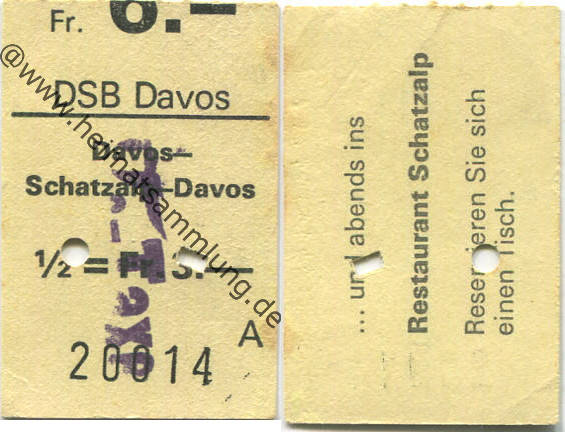 Fr. 6.–
DSB Davos
Davos–
Schatzalp–Davos
½ = Fr. 3.–
A
20014
@www.heimatsammlung.de
... und abends ins
Restaurant Schatzalp
Reservieren Sie sich
einen Tisch.